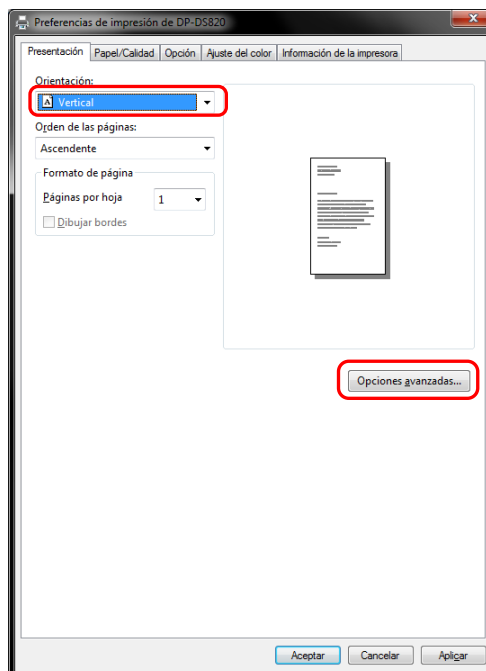 Preferencias de impresión de DP-DS820
Presentación Papel/Calidad Opción Ajuste del color Información de la impresora
Orientación:
Vertical
Orden de las páginas:
Ascendente
Formato de página
Páginas por hoja 1
Dibujar bordes
Opciones avanzadas...
Aceptar Cancelar Aplicar